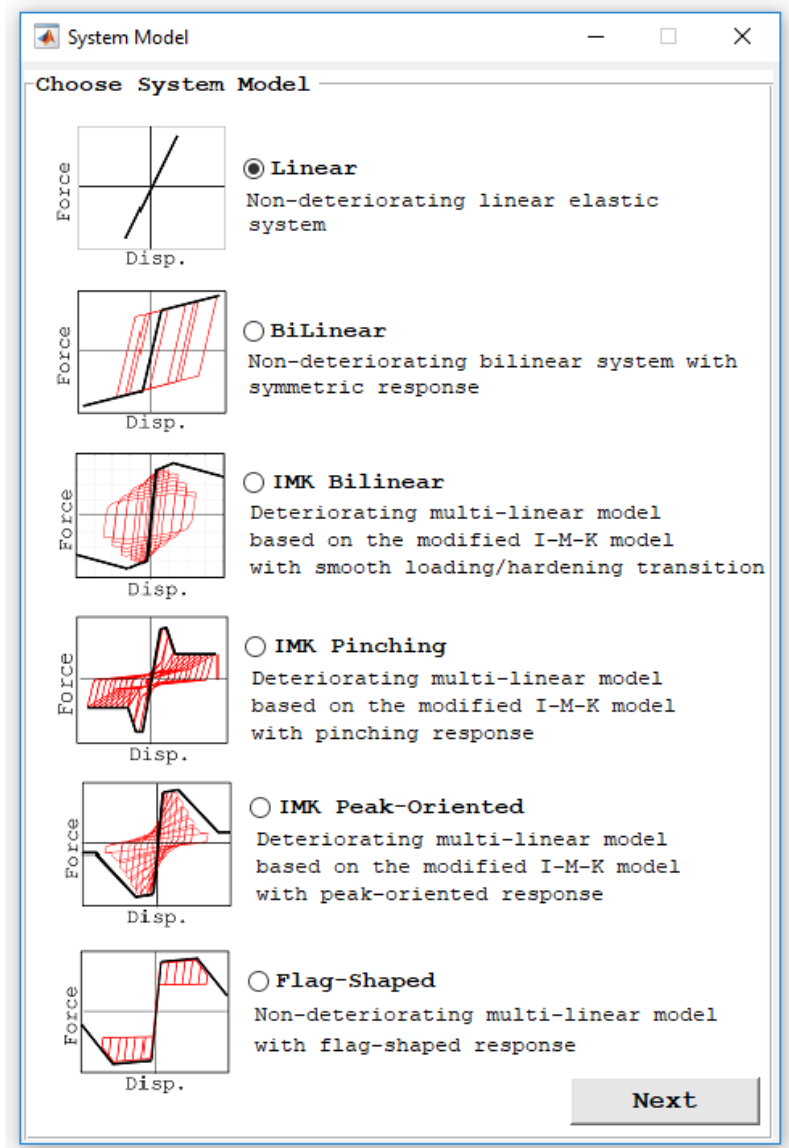 System Model
Choose System Model
Force
Disp.
Linear
Non-deteriorating linear elastic
system
Force
Disp.
BiLinear
Non-deteriorating bilinear system with
symmetric response
Force
Disp.
IMK Bilinear
Deteriorating multi-linear model
based on the modified I-M-K model
with smooth loading/hardening transition
Force
Disp.
IMK Pinching
Deteriorating multi-linear model
based on the modified I-M-K model
with pinching response
Force
Disp.
IMK Peak-Oriented
Deteriorating multi-linear model
based on the modified I-M-K model
with peak-oriented response
Force
Disp.
Flag-Shaped
Non-deteriorating multi-linear model
with flag-shaped response
Next